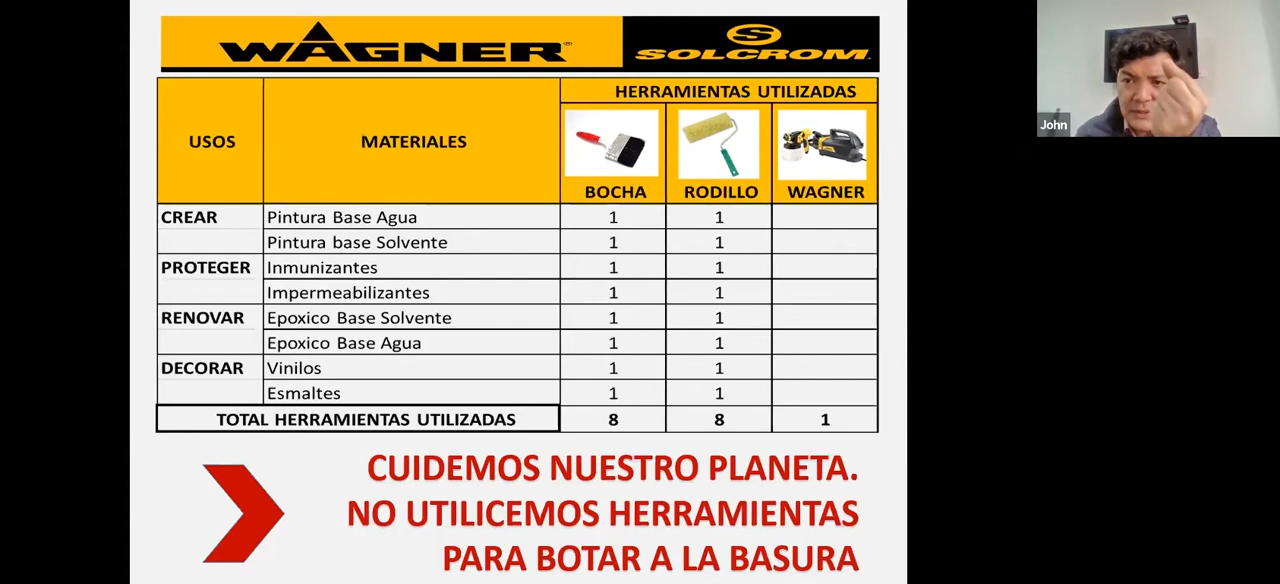 WAGNER®
SOLCROM
HERRAMIENTAS UTILIZADAS
USOS MATERIALES
BOCHA RODILLO WAGNER
CREAR Pintura Base Agua 1 1
Pintura base Solvente 1 1
PROTEGER Inmunizantes 1 1
Impermeabilizantes 1 1
RENOVAR Epoxico Base Solvente 1 1
Epoxico Base Agua 1 1
DECORAR Vinilos 1 1
Esmaltes 1 1
TOTAL HERRAMIENTAS UTILIZADAS 8 8 1
CUIDEMOS NUESTRO PLANETA.
NO UTILICEMOS HERRAMIENTAS
PARA BOTAR A LA BASURA
John